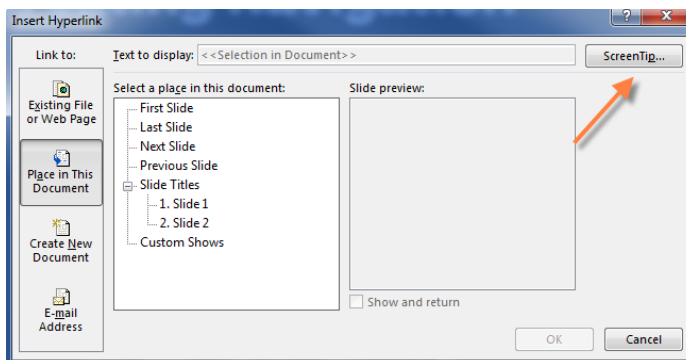 Insert Hyperlink
Link to:
Text to display: <<Selection in Document>>
ScreenTip...
Existing File
or Web Page
Place in This
Document
Create New
Document
E-mail
Address
Select a place in this document:
First Slide
Last Slide
Next Slide
Previous Slide
Slide Titles
1. Slide 1
2. Slide 2
Custom Shows
Slide preview:
Show and return
OK
Cancel